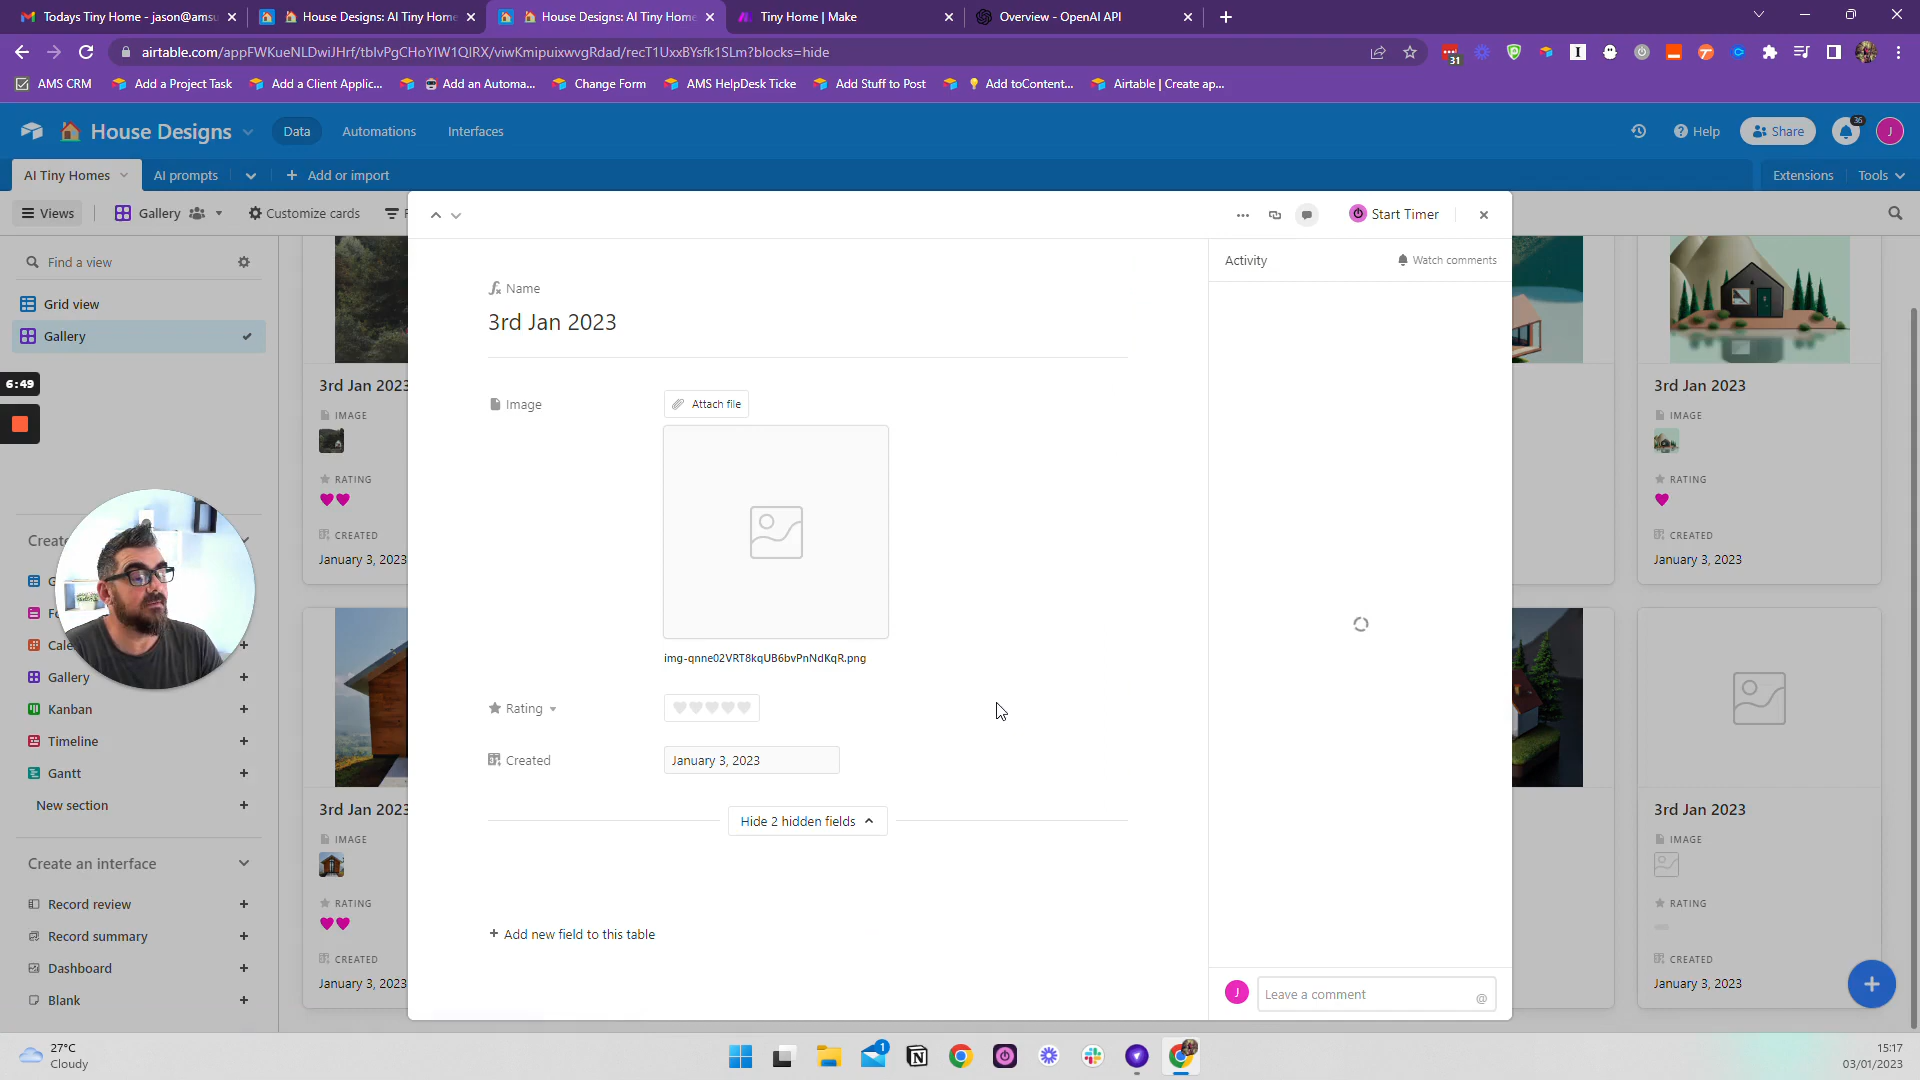 Todays Tiny Home - jason@amsu
House Designs: AI Tiny Home
House Designs: AI Tiny Home
Tiny Home | Make
Overview - OpenAI API
airtable.com/appFWKueNLDwiJHrf/tblvPgCHoYlW1QIRX/viwKmipuixwvgRdad/recT1UxxBYsfk1SLm?blocks=hide
31
AMS CRM
Add a Project Task
Add a Client Applic...
Add an Automa...
Change Form
AMS HelpDesk Ticke
Add Stuff to Post
Add toContent...
Airtable | Create ap...
House Designs
Data
Automations
Interfaces
Help
Share
36
J
AI Tiny Homes
AI prompts
Add or import
Extensions
Tools
Views
Gallery
Customize cards
F
Start Timer
Find a view
Grid view
Gallery
6:49
Activity
Watch comments
Name
3rd Jan 2023
Image
Attach file
img-qnne02VRT8kqUB6bvPnNdKqR.png
Rating
Created
January 3, 2023
Hide 2 hidden fields
Add new field to this table
J
Leave a comment
@
3rd Jan 2023
IMAGE
RATING
CREATED
January 3, 2023
3rd Jan 2023
IMAGE
RATING
CREATED
January 3, 2023
3rd Jan 2023
IMAGE
RATING
CREATED
January 3, 2023
3rd Jan 2023
IMAGE
RATING
CREATED
January 3, 2023
Create
G
Fo
Cale
Gallery
Kanban
Timeline
Gantt
New section
Create an interface
Record review
Record summary
Dashboard
Blank
27°C
Cloudy
1
15:17
03/01/2023